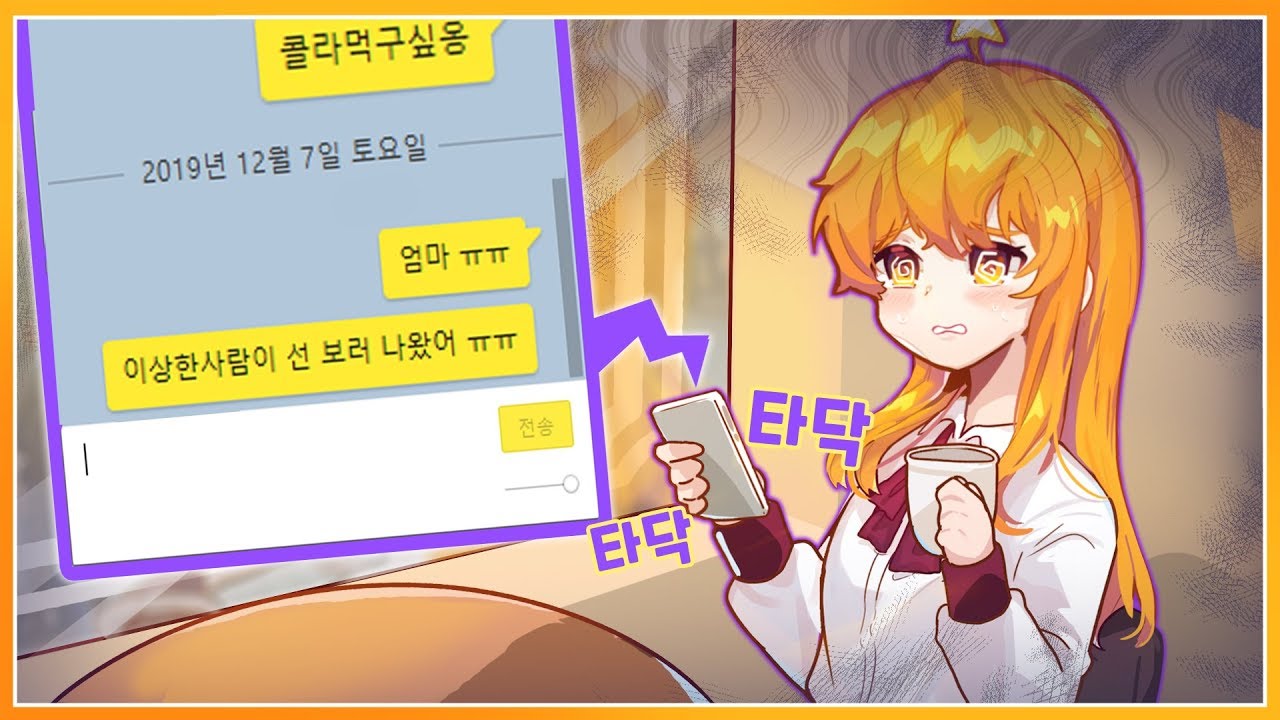 콜라먹구싶옹
2019년 12월 7일 토요일
엄마 ㅠㅠ
이상한사람이 선 보러 나왔어 ㅠㅠ
전송
타닥
타닥